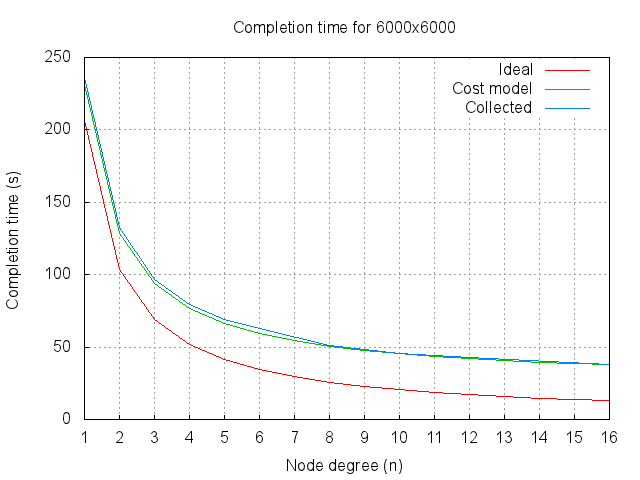 Completion time for 6000x6000
Ideal
Cost model
Collected
Completion time (s)
250
200
150
100
50
0
1 2 3 4 5 6 7 8 9 10 11 12 13 14 15 16
Node degree (n)